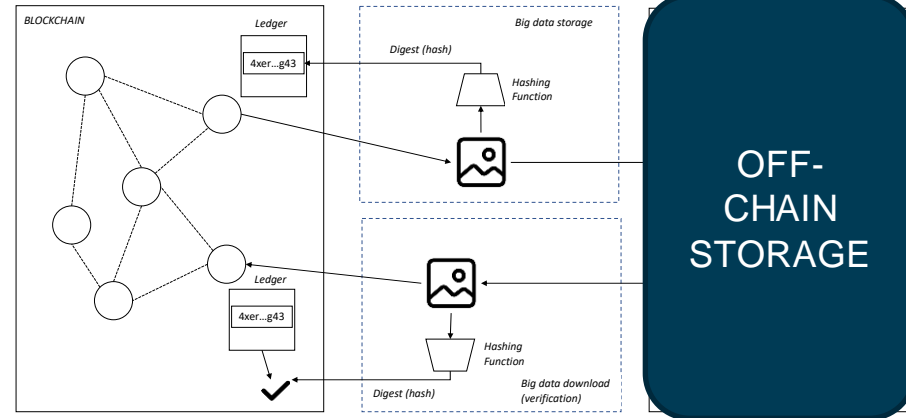 BLOCKCHAIN
Ledger
4xer...g43
Big data storage
Digest (hash)
Hashing
Function
Ledger
4xer...g43
Hashing
Function
Digest (hash)
Big data download
(verification)
OFF-
CHAIN
STORAGE